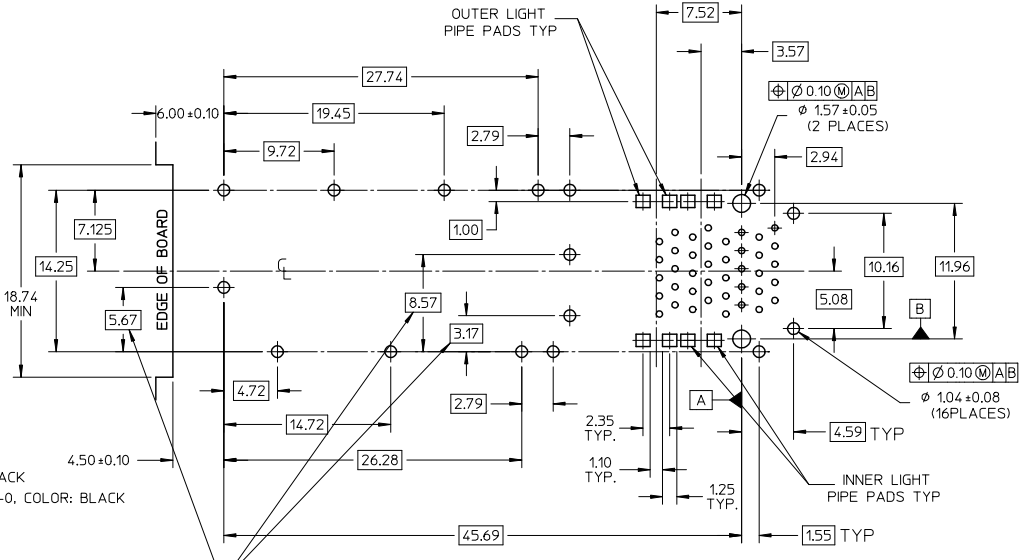 OUTER LIGHT
PIPE PADS TYP
7.52
3.57
27.74
⌖ Ø 0.10 Ⓜ A B
6.00 ±0.10
19.45
ϕ 1.57 ±0.05
(2 PLACES)
2.79
9.72
2.94
7.125
1.00
EDGE OF BOARD
14.25
CL
10.16
11.96
18.74
MIN
8.57
5.08
5.67
3.17
B
⌖ Ø 0.10 Ⓜ A B
4.72
2.79
A
ϕ 1.04 ±0.08
(16PLACES)
14.72
2.35
TYP.
4.59 TYP
4.50 ±0.10
26.28
ACK
-0, COLOR: BLACK
1.10
TYP.
1.25
TYP.
INNER LIGHT
PIPE PADS TYP
45.69
1.55 TYP